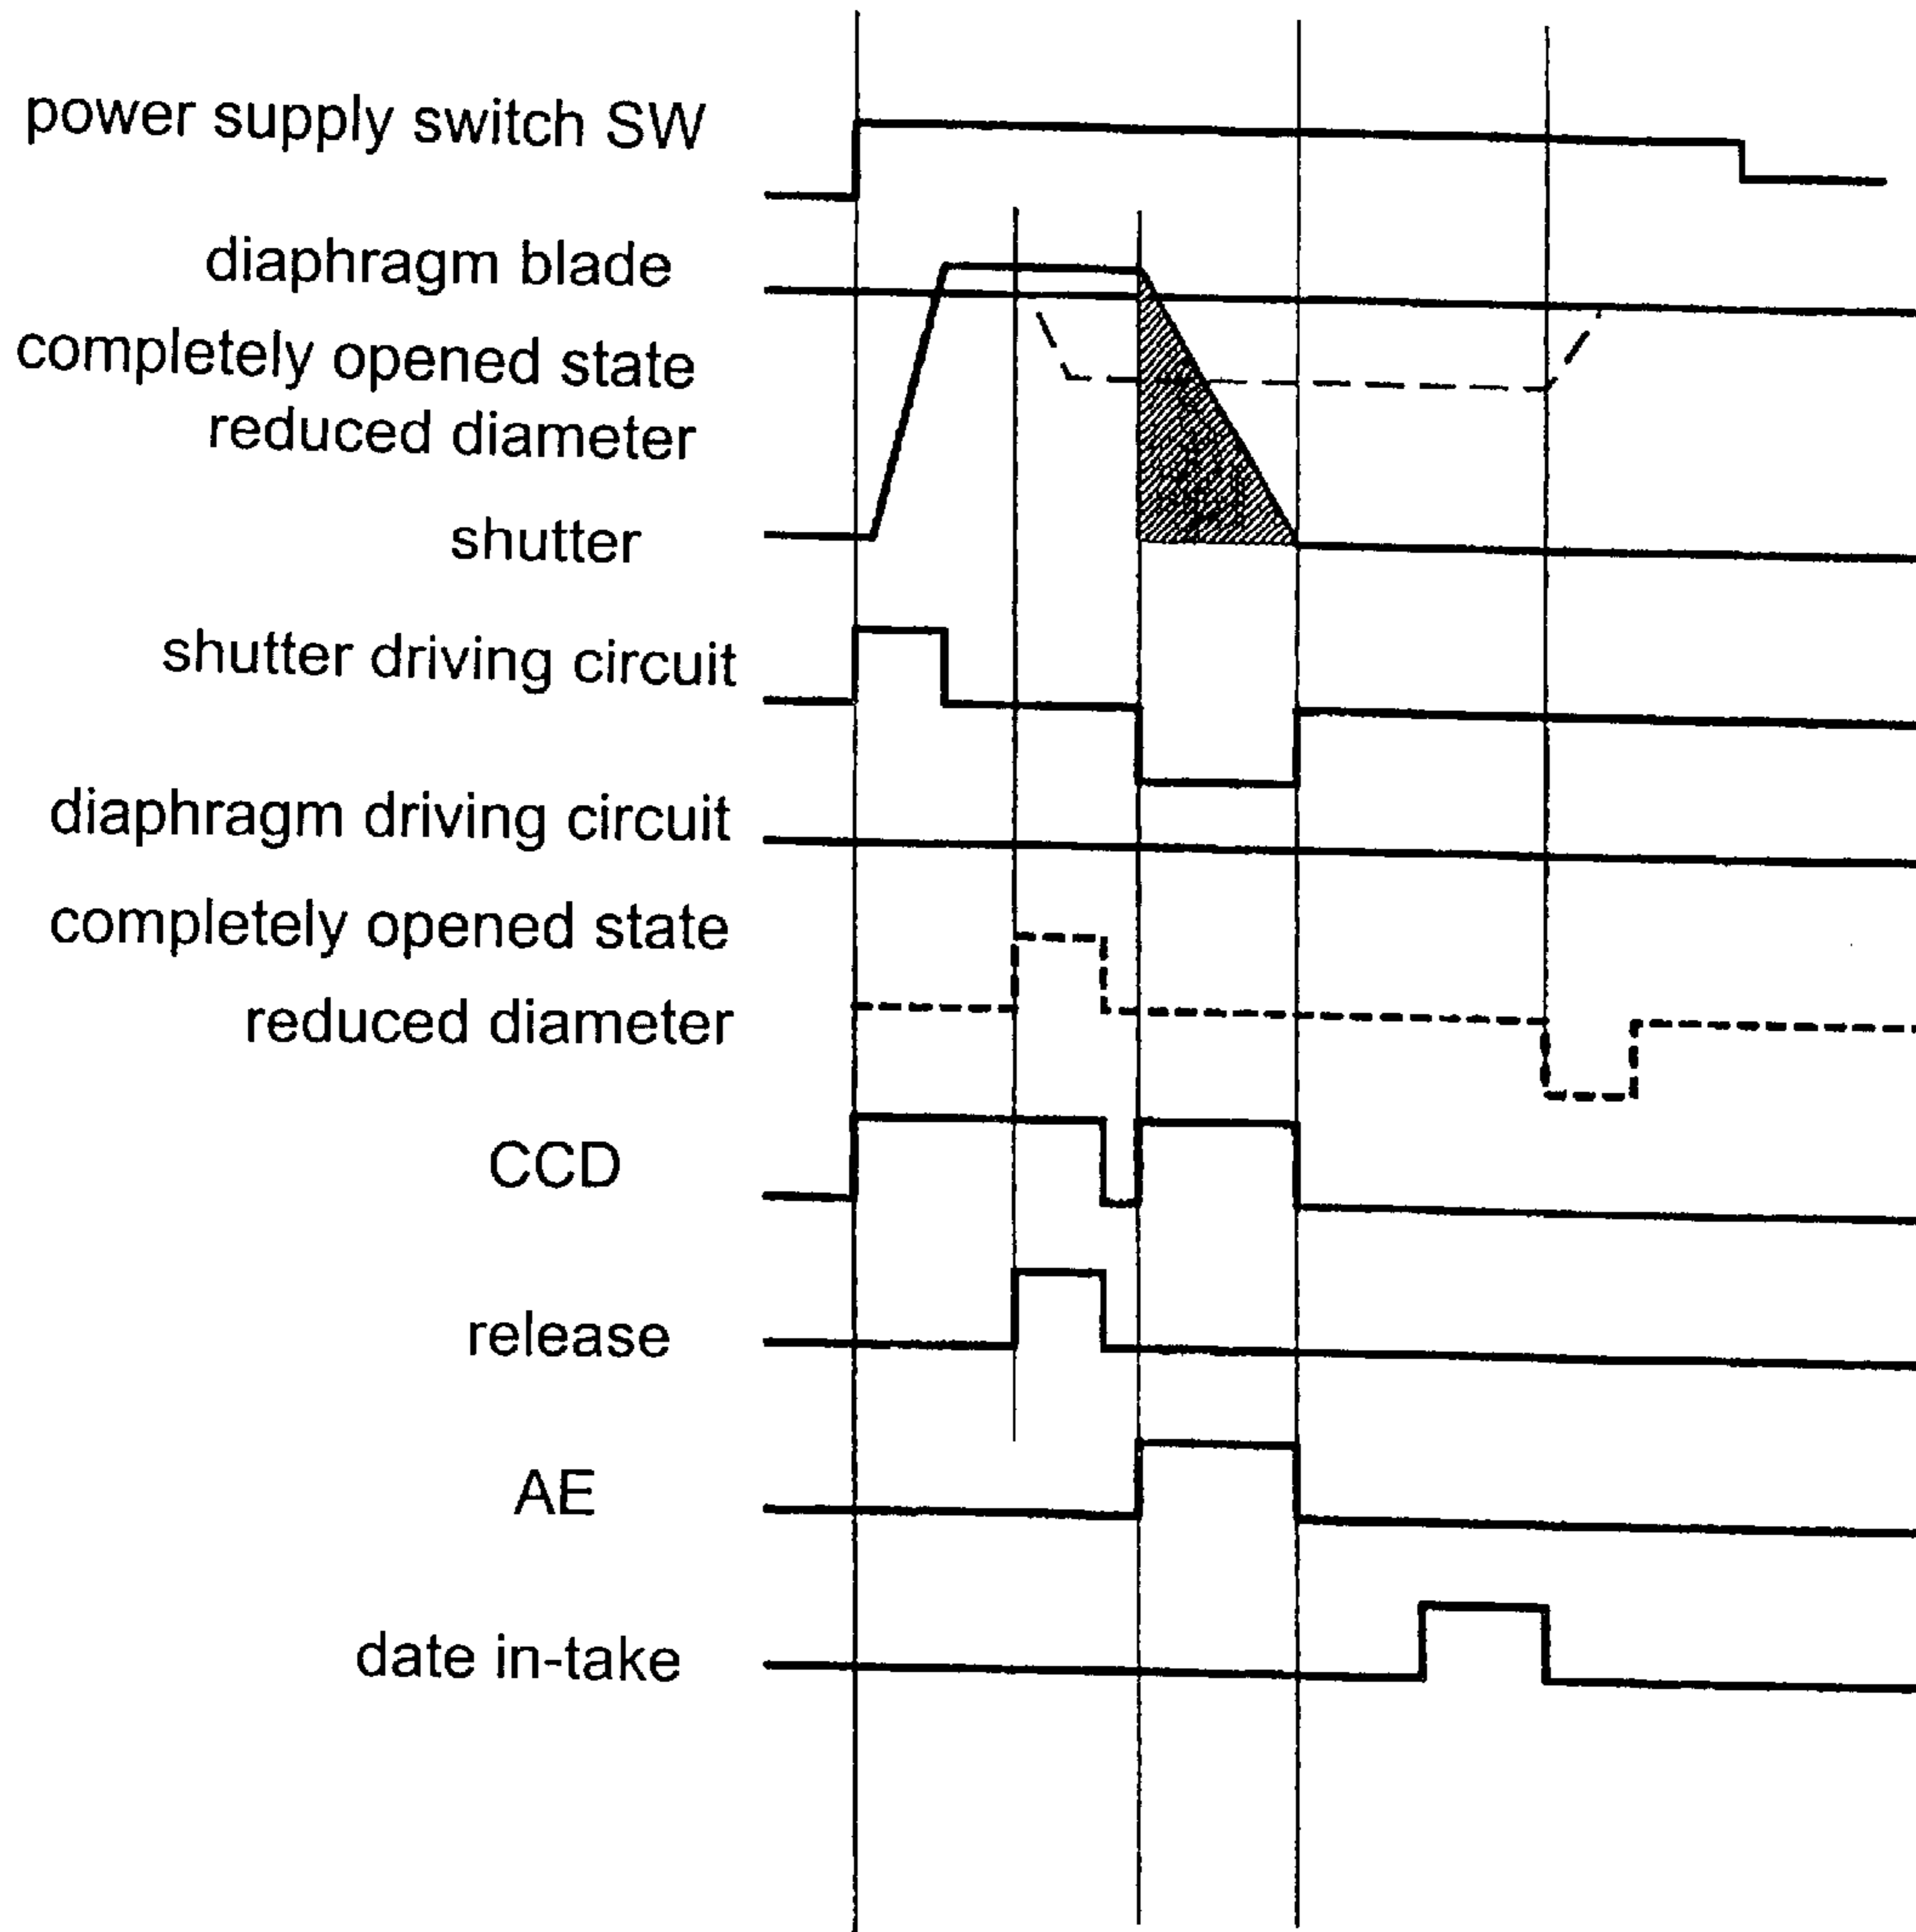 power supply switch SW
diaphragm blade
completely opened state
reduced diameter
shutter
shutter driving circuit
diaphragm driving circuit
completely opened state
reduced diameter
CCD
release
AE
date in-take